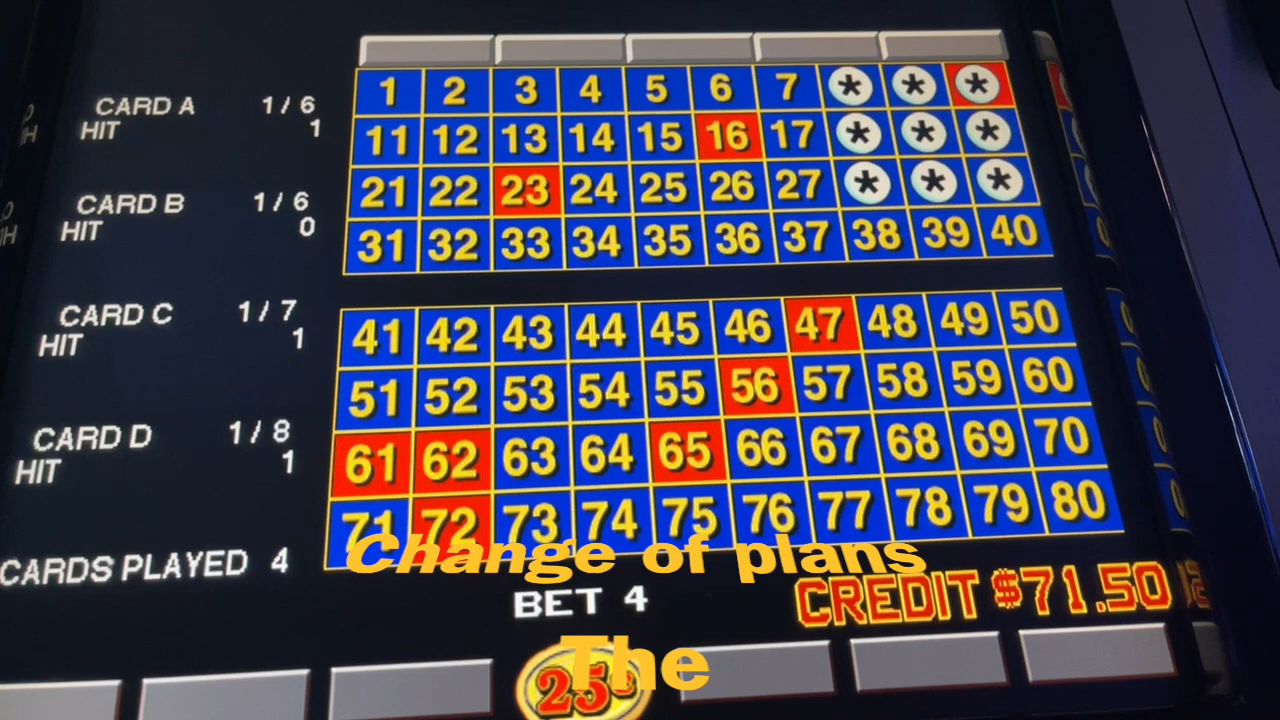 CARD A 1/6
HIT 1
CARD B 1/6
HIT 0
CARD C 1/7
HIT 1
CARD D 1/8
HIT 1
CARDS PLAYED 4
1 2 3 4 5 6 7 * * *
11 12 13 14 15 16 17 * * *
21 22 23 24 25 26 27 * * *
31 32 33 34 35 36 37 38 39 40
41 42 43 44 45 46 47 48 49 50
51 52 53 54 55 56 57 58 59 60
61 62 63 64 65 66 67 68 69 70
71 72 73 74 75 76 77 78 79 80
Change of plans
BET 4
CREDIT $71.50
The
25¢